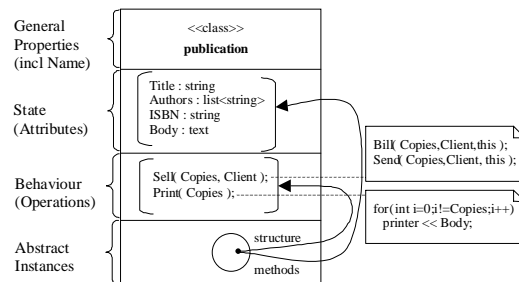 General
Properties
(incl Name)
<<class>>
publication
State
(Attributes)
Title : string
Authors : list<string>
ISBN : string
Body : text
Behaviour
(Operations)
Sell( Copies, Client );
Print( Copies );
Bill( Copies,Client,this );
Send( Copies,Client, this );
for(int i=0;i!=Copies;i++)
printer << Body;
Abstract
Instances
structure
methods